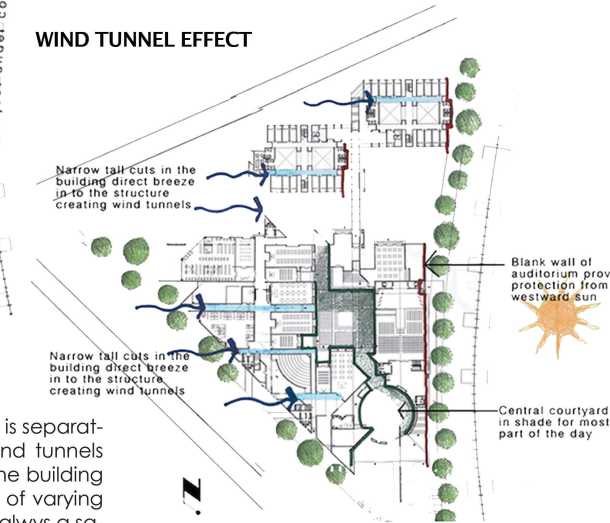 WIND TUNNEL EFFECT
Narrow tall cuts in the
building direct breeze
in to the structure
creating wind tunnels
Blank wall of
auditorium prov
protection from
westward sun
Narrow tall cuts in the
building direct breeze
in to the structure
creating wind tunnels
Central courtyard
in shade for most
part of the day
is separat-
nd tunnels
he building
of varying
alwys a sa-
N